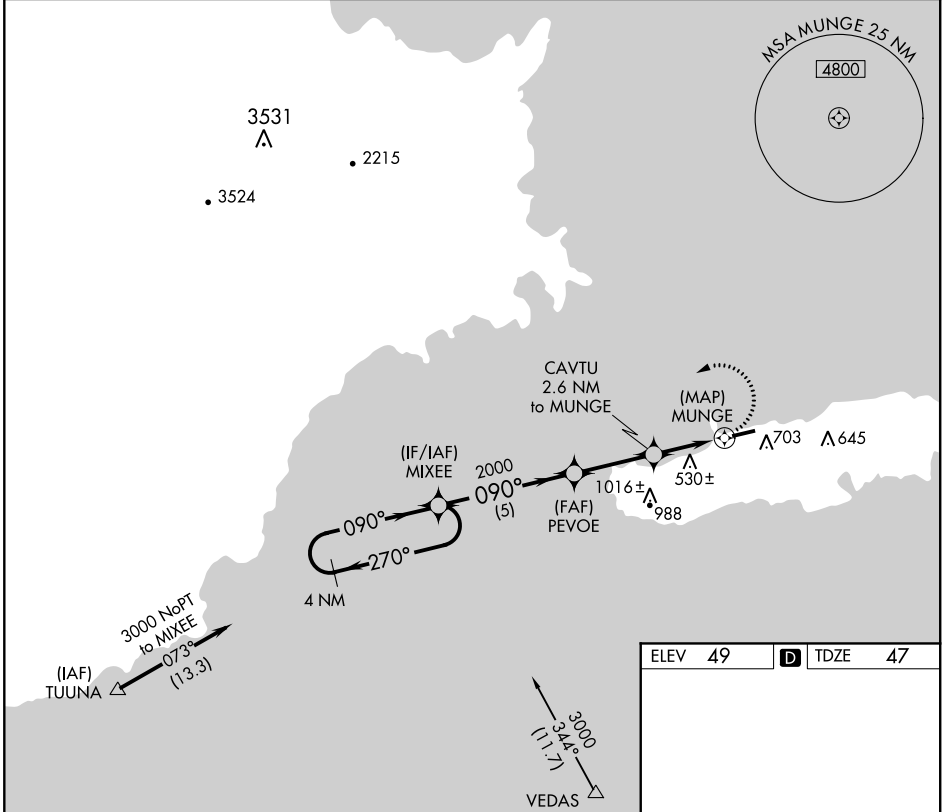 MSA MUNGE 25 NM
4800
3531
2215
3524
CAVTU
2.6 NM
to MUNGE
(MAP)
MUNGE
703
645
(IF/IAF)
MIXEE
2000
090°
(5)
(FAF)
PEVOE
1016±
530±
988
090°
270°
4 NM
3000 NoPT
to MIXEE
073°
(13.3)
(IAF)
TUUNA
3000
344°
(11.7)
VEDAS
ELEV 49 D TDZE 47